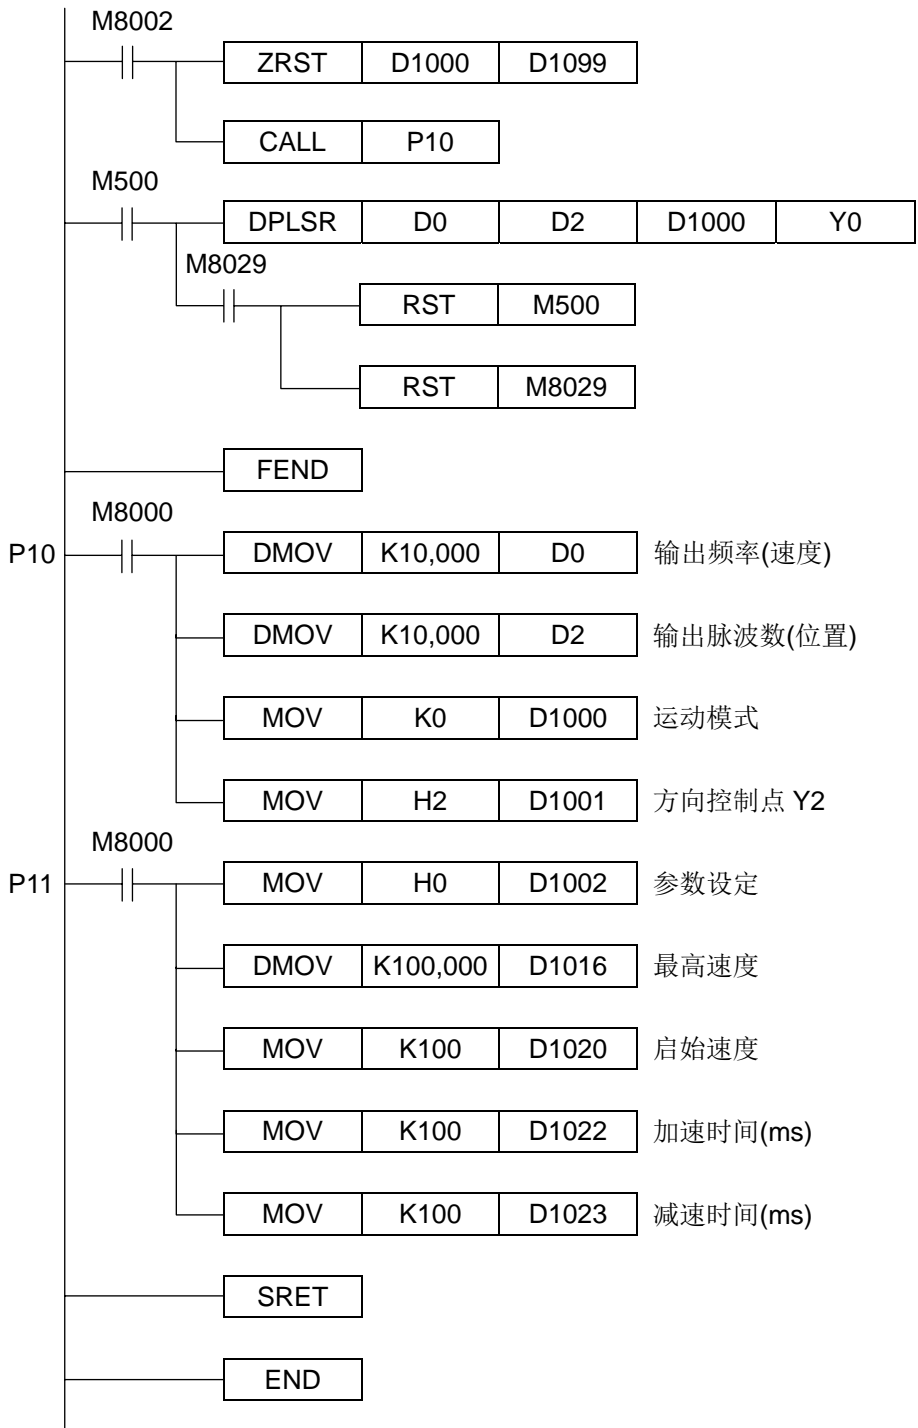 M8002
ZRST D1000 D1099
CALL P10
M500
DPLSR D0 D2 D1000 Y0
M8029
RST M500
RST M8029
FEND
M8000
P10 DMOV K10,000 D0 输出频率(速度)
DMOV K10,000 D2 输出脉波数(位置)
MOV K0 D1000 运动模式
MOV H2 D1001 方向控制点 Y2
M8000
P11 MOV H0 D1002 参数设定
DMOV K100,000 D1016 最高速度
MOV K100 D1020 启始速度
MOV K100 D1022 加速时间(ms)
MOV K100 D1023 减速时间(ms)
SRET
END